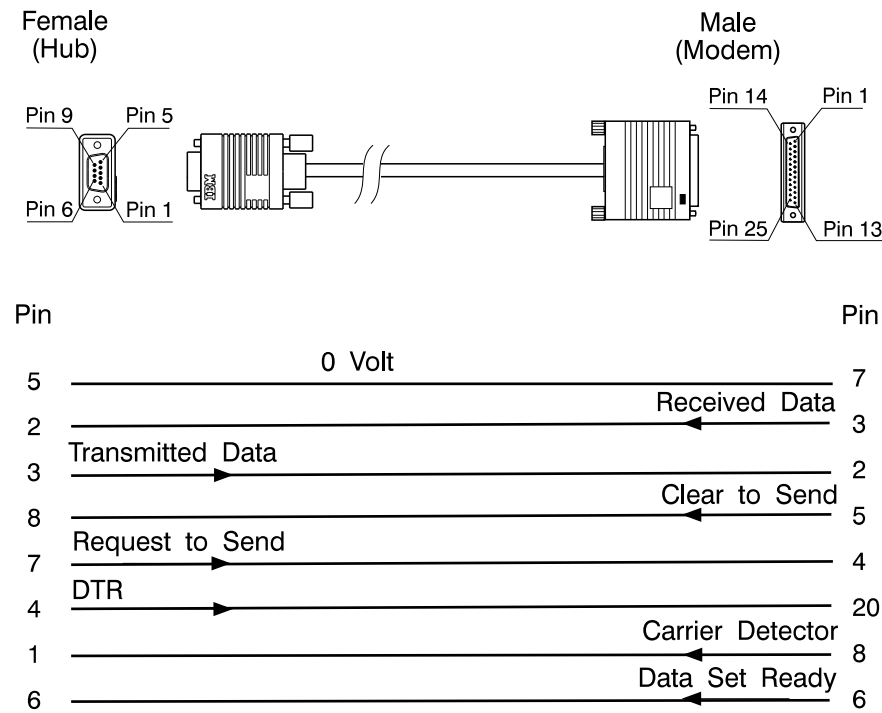 Female
(Hub)
Male
(Modem)
Pin 9
Pin 5
Pin 14
Pin 1
IBM
Pin 6
Pin 1
Pin 25
Pin 13
Pin
Pin
5 0 Volt 7
2 Received Data 3
3 Transmitted Data 2
8 Clear to Send 5
7 Request to Send 4
4 DTR 20
1 Carrier Detector 8
6 Data Set Ready 6